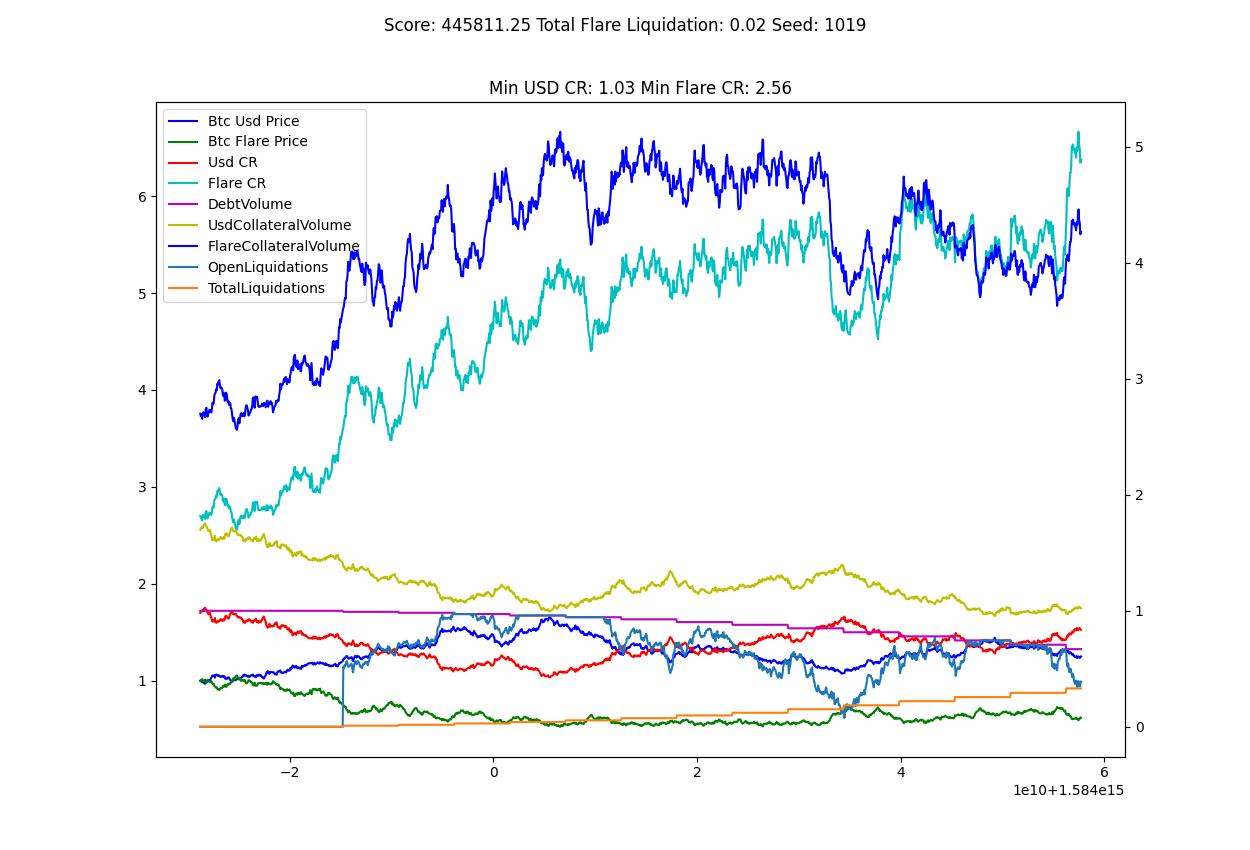 Score: 445811.25 Total Flare Liquidation: 0.02 Seed: 1019
Min USD CR: 1.03 Min Flare CR: 2.56
Btc Usd Price
Btc Flare Price
Usd CR
Flare CR
DebtVolume
UsdCollateralVolume
FlareCollateralVolume
OpenLiquidations
TotalLiquidations
6
5
4
3
2
1
5
4
3
2
1
0
−2
0
2
4
6
1e10+1.584e15